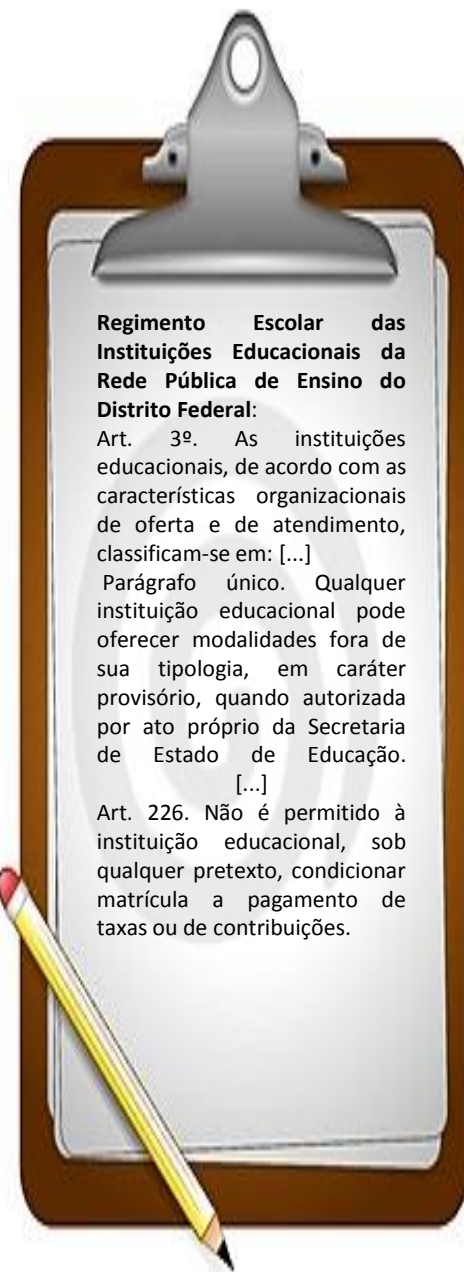 Regimento Escolar das
Instituições Educacionais da
Rede Pública de Ensino do
Distrito Federal:
Art. 3º. As instituições
educacionais, de acordo com as
características organizacionais
de oferta e de atendimento,
classificam-se em: [...]
Parágrafo único. Qualquer
instituição educacional pode
oferecer modalidades fora de
sua tipologia, em caráter
provisório, quando autorizada
por ato próprio da Secretaria
de Estado de Educação.
[...]
Art. 226. Não é permitido à
instituição educacional, sob
qualquer pretexto, condicionar
matrícula a pagamento de
taxas ou de contribuições.